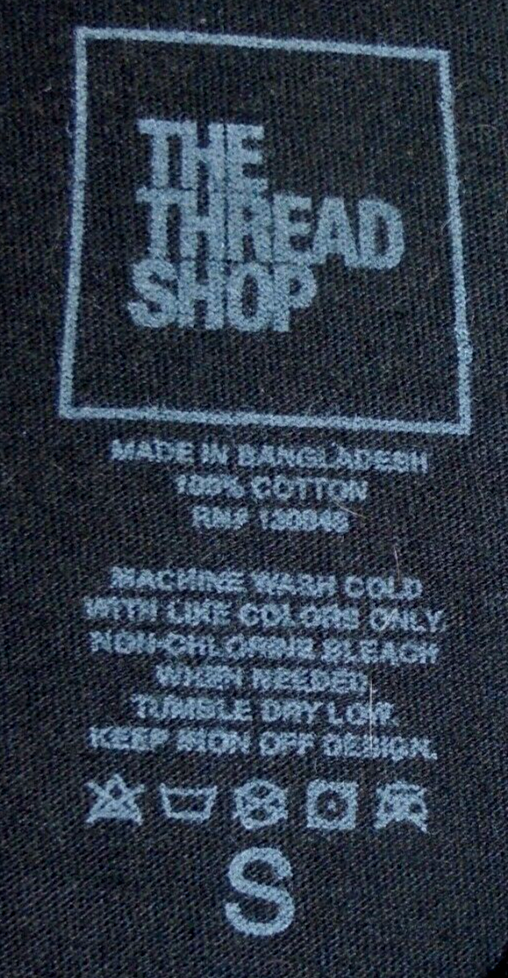 THE
THREAD
SHOP
MADE IN BANGLADESH
100% COTTON
RN#
MACHINE WASH COLD
WITH LIKE COLORS ONLY.
NON-CHLORINE BLEACH
WHEN NEEDED.
TUMBLE DRY LOW.
KEEP IRON OFF DESIGN.
S